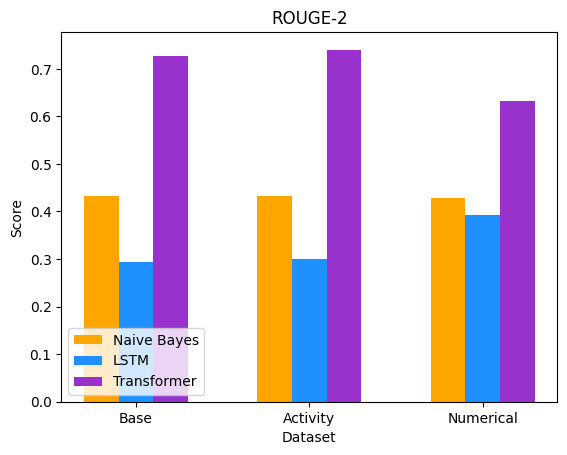 ROUGE-2
Score
0.7
0.6
0.5
0.4
0.3
0.2
0.1
0.0
Naive Bayes
LSTM
Transformer
Base Activity Numerical
Dataset